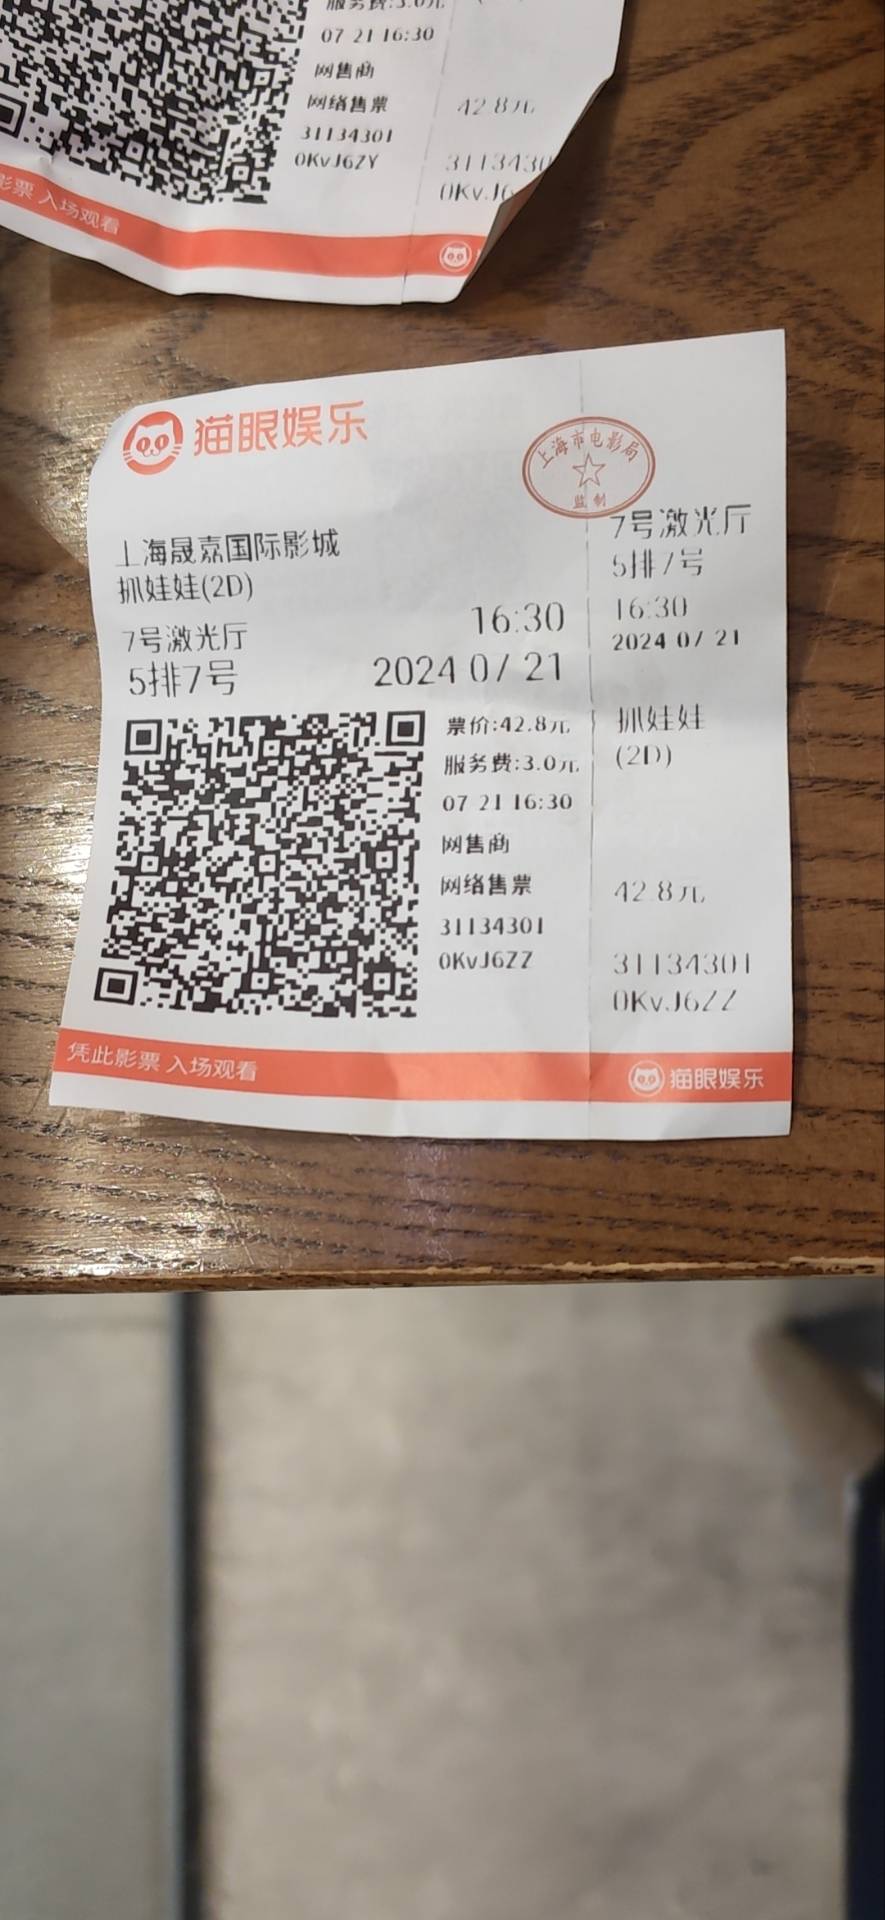 服务费:3.0元
07 21 16:30
网售商
网络售票
42.8元
31134301
0KvJ6ZY
3113430
0KvJ6
影票 入场观看
猫眼娱乐
上海市电影局
监制
上海晟嘉国际影城
抓娃娃(2D)
7号激光厅
16:30
5排7号
2024 07 21
票价:42.8元
服务费:3.0元
07 21 16:30
网售商
网络售票
31134301
0KvJ6ZZ
7号激光厅
5排7号
16:30
2024 07 21
抓娃娃
(2D)
42.8元
31134301
0KvJ6ZZ
凭此影票 入场观看
猫眼娱乐